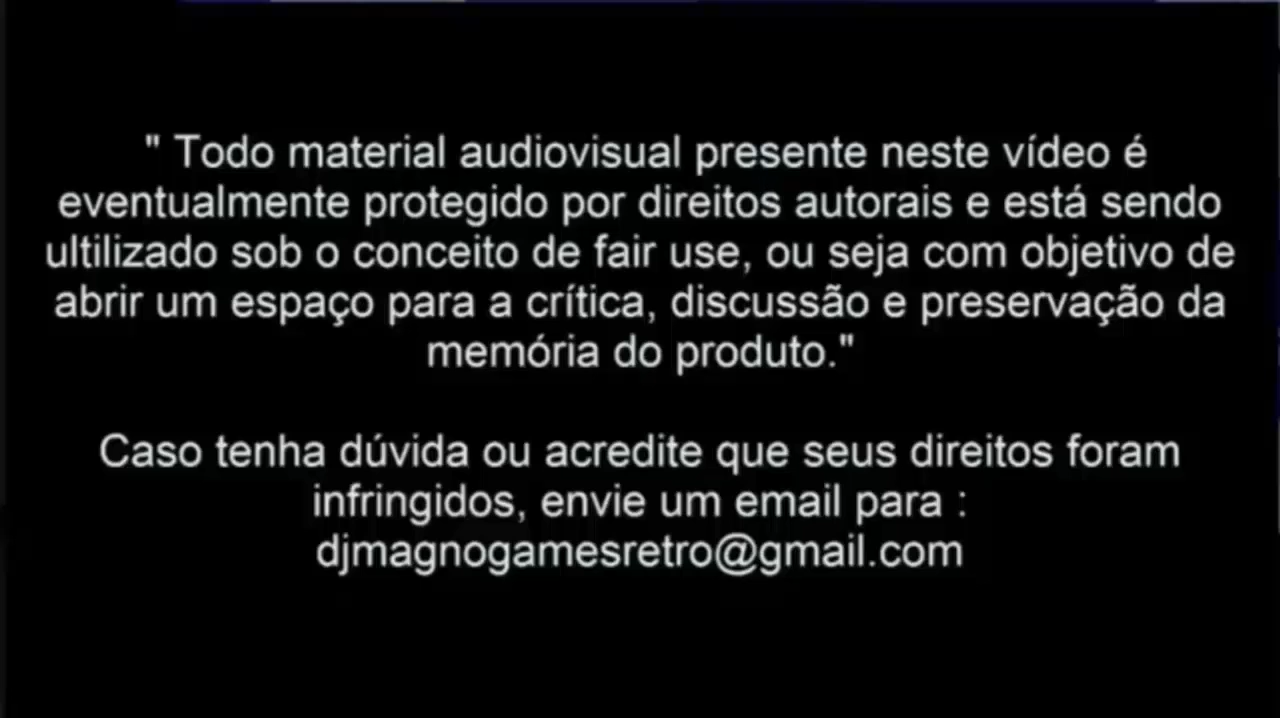 " Todo material audiovisual presente neste vídeo é
eventualmente protegido por direitos autorais e está sendo
ultilizado sob o conceito de fair use, ou seja com objetivo de
abrir um espaço para a crítica, discussão e preservação da
memória do produto."
Caso tenha dúvida ou acredite que seus direitos foram
infringidos, envie um email para :
djmagnogamesretro@gmail.com